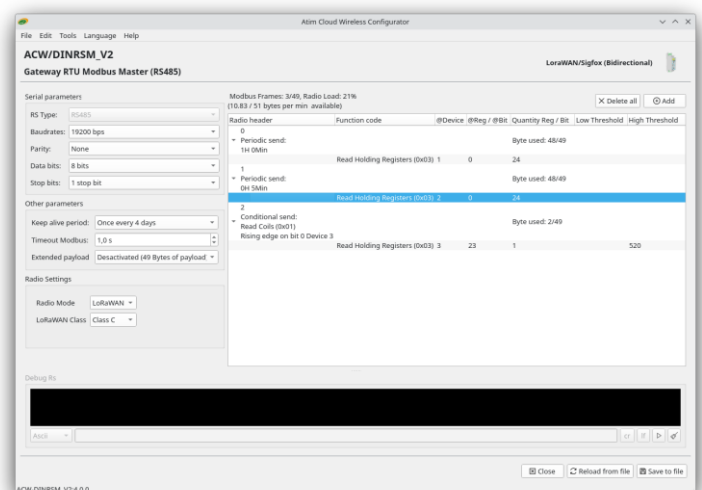 Atim Cloud Wireless Configurator
File Edit Tools Language Help
ACW/DINRSM_V2
Gateway RTU Modbus Master (RS485)
LoraWAN/Sigfox (Bidirectional)
Serial parameters
RS Type: RS485
Baudrates: 19200 bps
Parity: None
Data bits: 8 bits
Stop bits: 1 stop bit
Other parameters
Keep alive period: Once every 4 days
Timeout Modbus: 1,0 s
Extended payload Desactivated (49 Bytes of payload)
Radio Settings
Radio Mode LoRaWAN
LoRaWAN Class Class C
Modbus Frames: 3/49, Radio Load: 21%
(10.83 / 51 bytes per min available)
Delete all Add
Radio header Function code @Device @Reg / @Bit Quantity Reg / Bit Low Threshold High Threshold
0
Periodic send: Byte used: 48/49
1H 0Min
Read Holding Registers (0x03) 1 0 24
1
Periodic send: Byte used: 48/49
0H 5Min
Read Holding Registers (0x03) 2 0 24
2
Conditional send:
Read Coils (0x01) Byte used: 2/49
Rising edge on bit 0 Device 3
Read Holding Registers (0x03) 3 23 1 520
Debug Rs
Ascii cr lf
Close Reload from file Save to file
ACW-DINRSM_V2:4.0.0